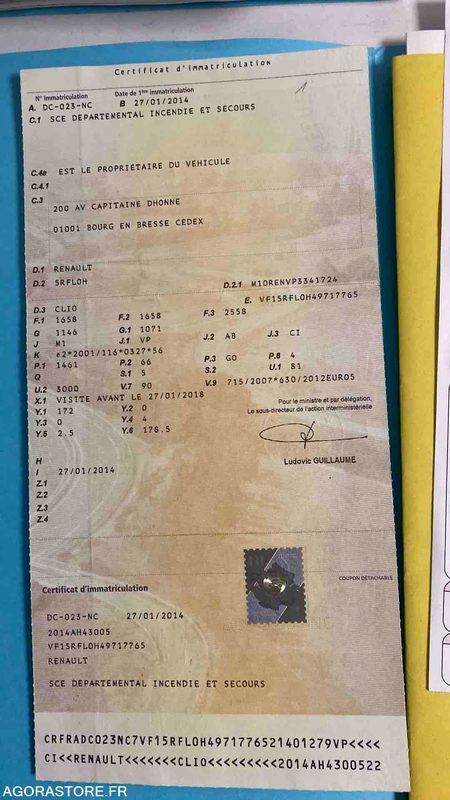 Certificat d'immatriculation
1
N° immatriculation Date de 1ère immatriculation
A. DC-023-NC B 27/01/2014
C.1 SCE DEPARTEMENTAL INCENDIE ET SECOURS
C.4a EST LE PROPRIÉTAIRE DU VEHICULE
C.4.1
C.3
200 AV CAPITAINE DHONNE
01001 BOURG EN BRESSE CEDEX
D.1 RENAULT
D.2 5RFL0H D.2.1 M10RENVP3341724
E. VF15RFL0H49717765
D.3 CLIO
F.1 1658 F.2 1658 F.3 2558
G 1146 G.1 1071
J M1 J.1 VP J.2 AB J.3 CI
K e2*2001/116*0327*56
P.1 1461 P.2 66 P.3 GO P.6 4
Q S.1 5 S.2 U.1 81
U.2 3000 V.7 90 V.9 715/2007*630/2012EURO5
X.1 VISITE AVANT LE 27/01/2018
Y.1 172 Y.2 0
Y.3 0 Y.4 4
Y.5 2.5 Y.6 178.5
Pour le ministre et par délégation,
Le sous-directeur de l'action interministérielle
Ludovic GUILLAUME
H
I 27/01/2014
Z.1
Z.2
Z.3
Z.4
COUPON DÉTACHABLE
Certificat d'immatriculation
DC-023-NC 27/01/2014
2014AH43005
VF15RFL0H49717765
RENAULT
SCE DEPARTEMENTAL INCENDIE ET SECOURS
CRFRADC023NC7VF15RFL0H4971776521401279VP<<<<
CI<<RENAULT<<<<<<<CLIO<<<<<<<<<2014AH4300522
AGORASTORE.FR